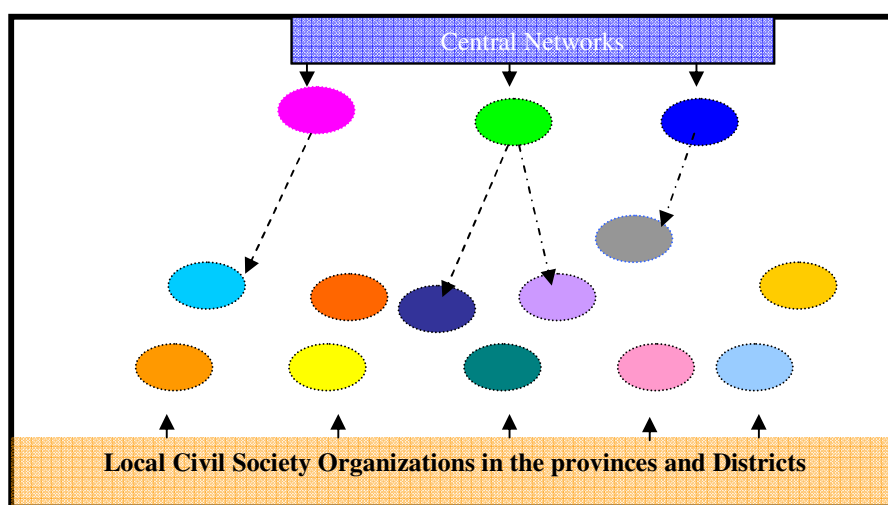 Central Networks
Local Civil Society Organizations in the provinces and Districts